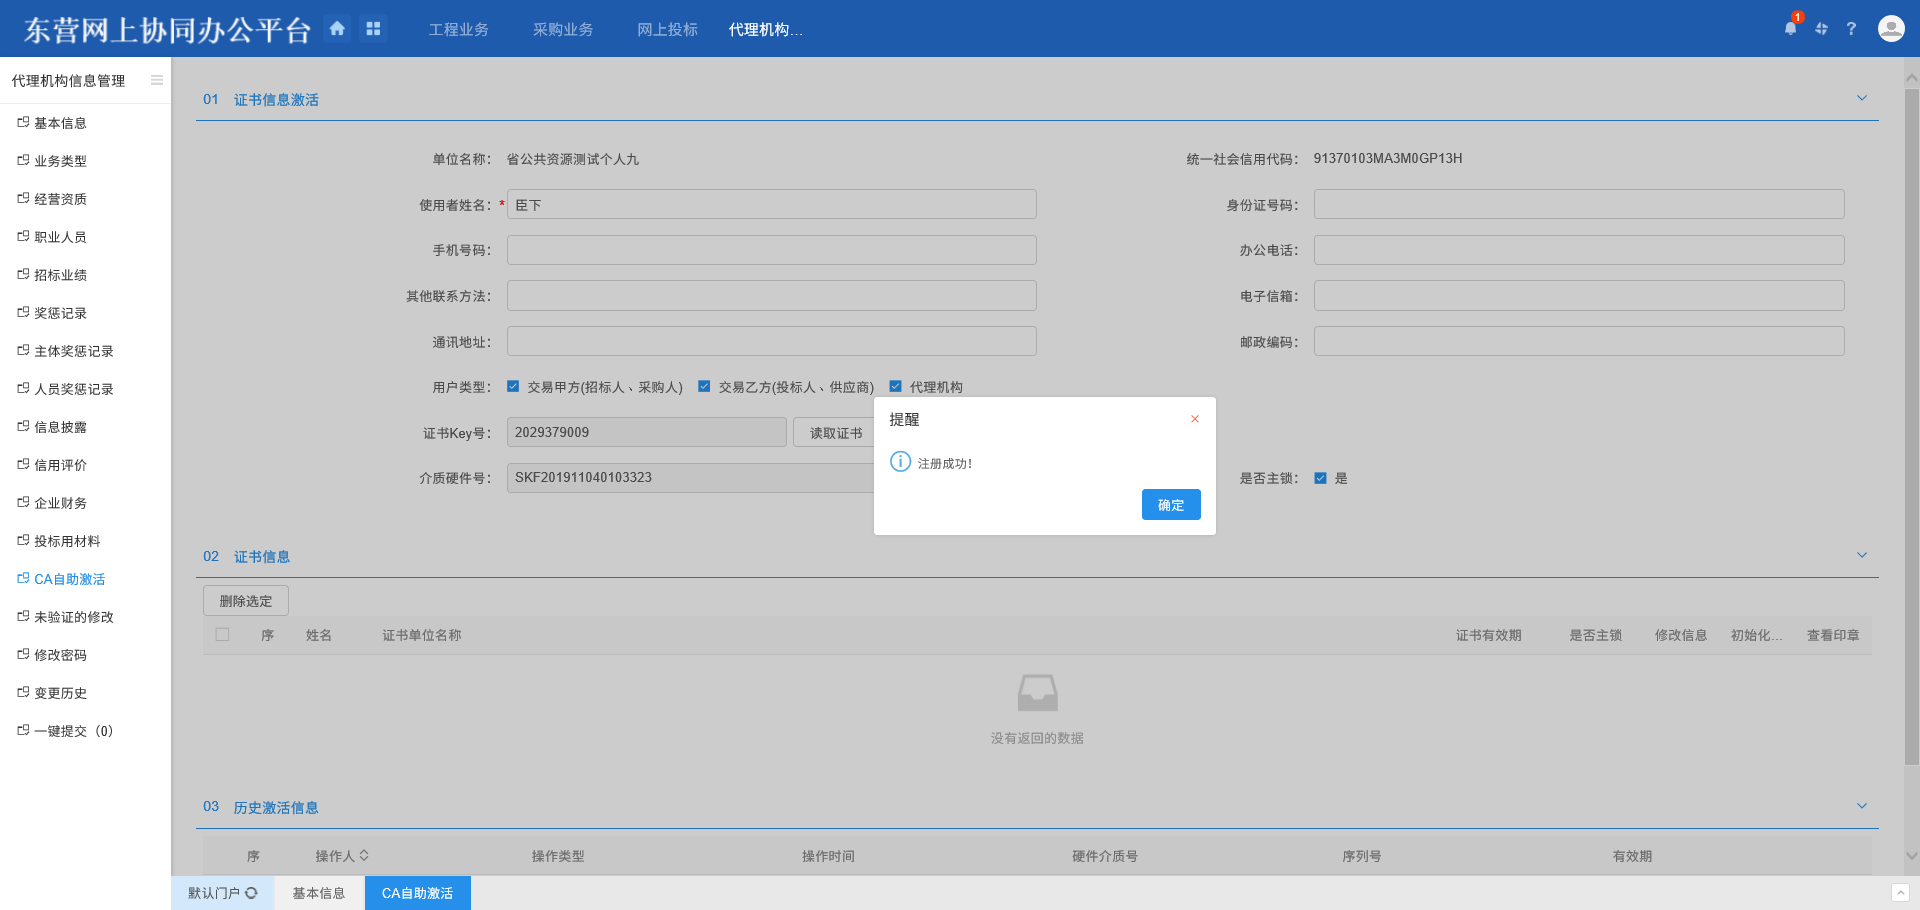 东营网上协同办公平台
工程业务 采购业务 网上投标 代理机构... 1
代理机构信息管理
基本信息
业务类型
经营资质
职业人员
招标业绩
奖惩记录
主体奖惩记录
人员奖惩记录
信息披露
信用评价
企业财务
投标用材料
CA自助激活
未验证的修改
修改密码
变更历史
一键提交（0）
01 证书信息激活
单位名称： 省公共资源测试个人九 统一社会信用代码： 91370103MA3M0GP13H
使用者姓名：* 臣下 身份证号码：
手机号码： 办公电话：
其他联系方法： 电子信箱：
通讯地址： 邮政编码：
用户类型： 交易甲方(招标人、采购人) 交易乙方(投标人、供应商) 代理机构
证书Key号： 2029379009 读取证书
介质硬件号： SKF201911040103323 是否主锁： 是
提醒 ×
注册成功！
确定
02 证书信息
删除选定
序 姓名 证书单位名称 证书有效期 是否主锁 修改信息 初始化... 查看印章
没有返回的数据
03 历史激活信息
序 操作人 操作类型 操作时间 硬件介质号 序列号 有效期
默认门户 基本信息 CA自助激活